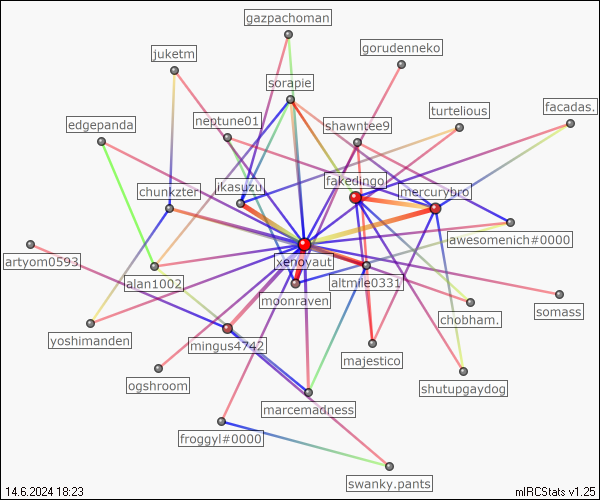 gazpachoman
gorudenneko
juketm
sorapie
facadas.
turtelious
neptune01
shawntee9
edgepanda
fakedingo
ikasuzu
chunkzter
mercurybro
awesomenich#0000
artyom0593
xenoyaut
alan1002
altmile0331
moonraven
chobham.
somass
yoshimanden
mingus4742
majestico
ogshroom
shutupgaydog
marcemadness
froggyl#0000
swanky.pants
14.6.2024 18:23
mIRCStats v1.25